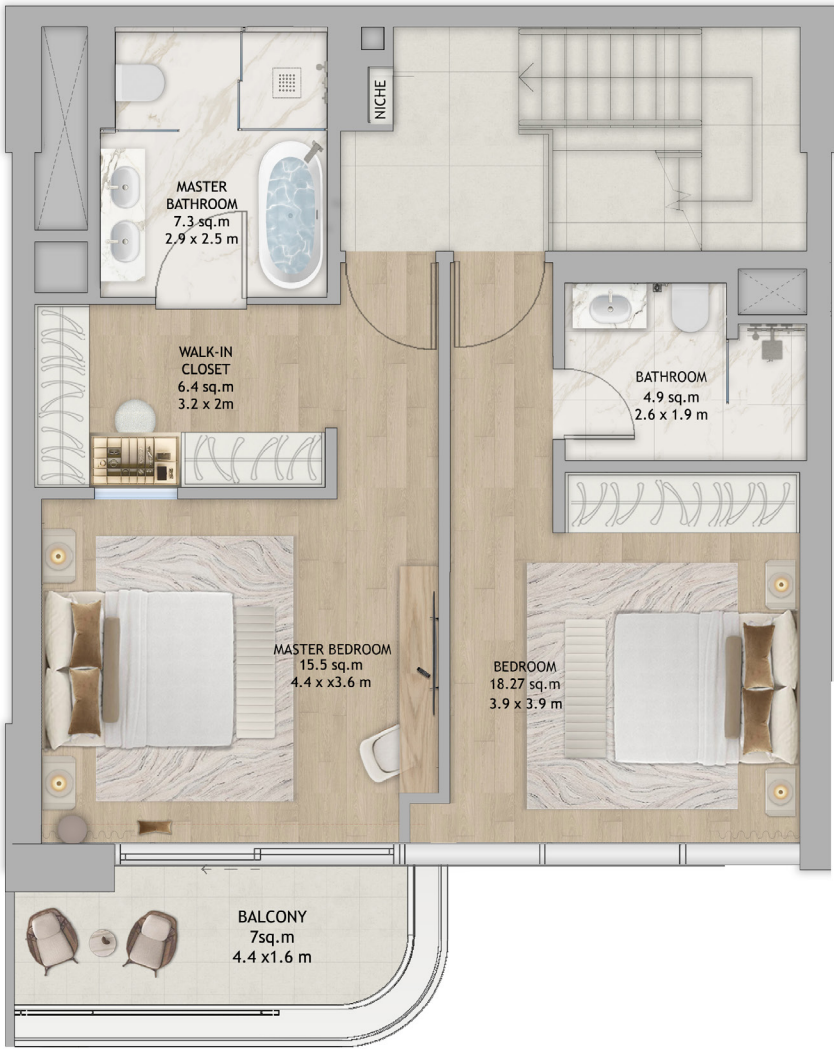 NICHE
MASTER
BATHROOM
7.3 sq.m
2.9 x 2.5 m
WALK-IN
CLOSET
6.4 sq.m
3.2 x 2m
BATHROOM
4.9 sq.m
2.6 x 1.9 m
MASTER BEDROOM
15.5 sq.m
4.4 x x3.6 m
BEDROOM
18.27 sq.m
3.9 x 3.9 m
BALCONY
7sq.m
4.4 x1.6 m